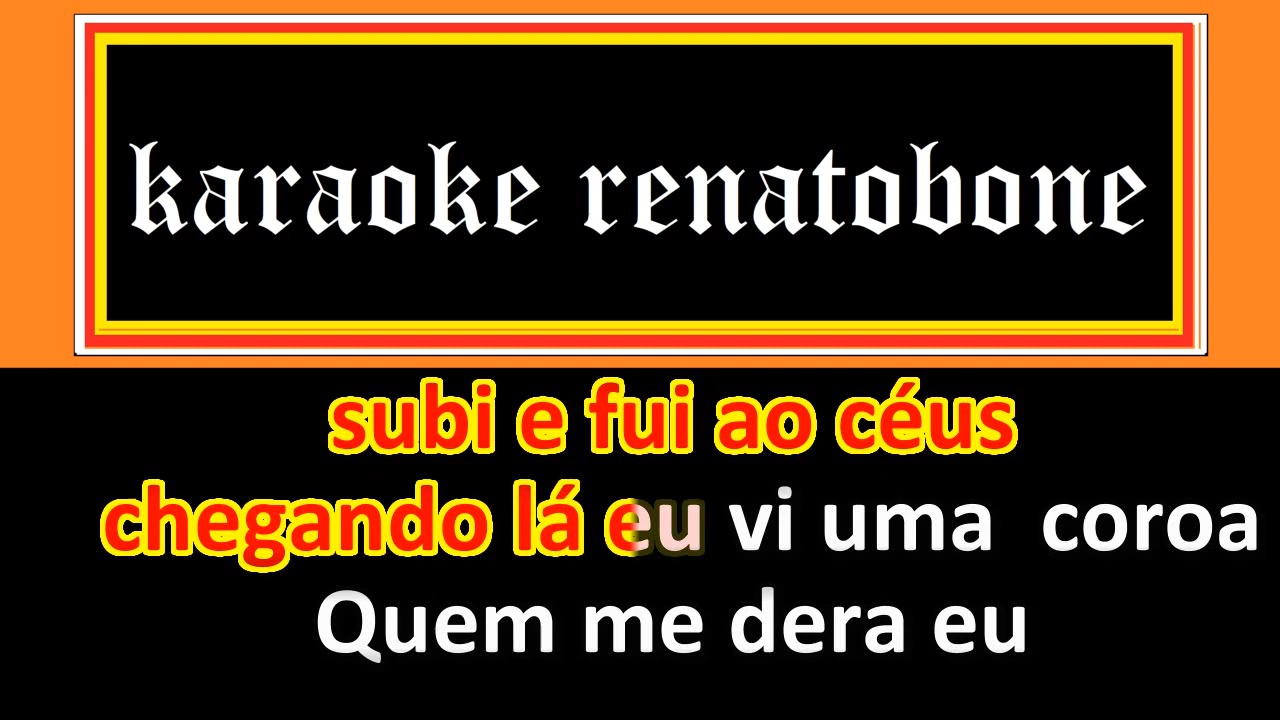 karaoke renatobone
subi e fui ao céus
chegando lá eu vi uma coroa
Quem me dera eu